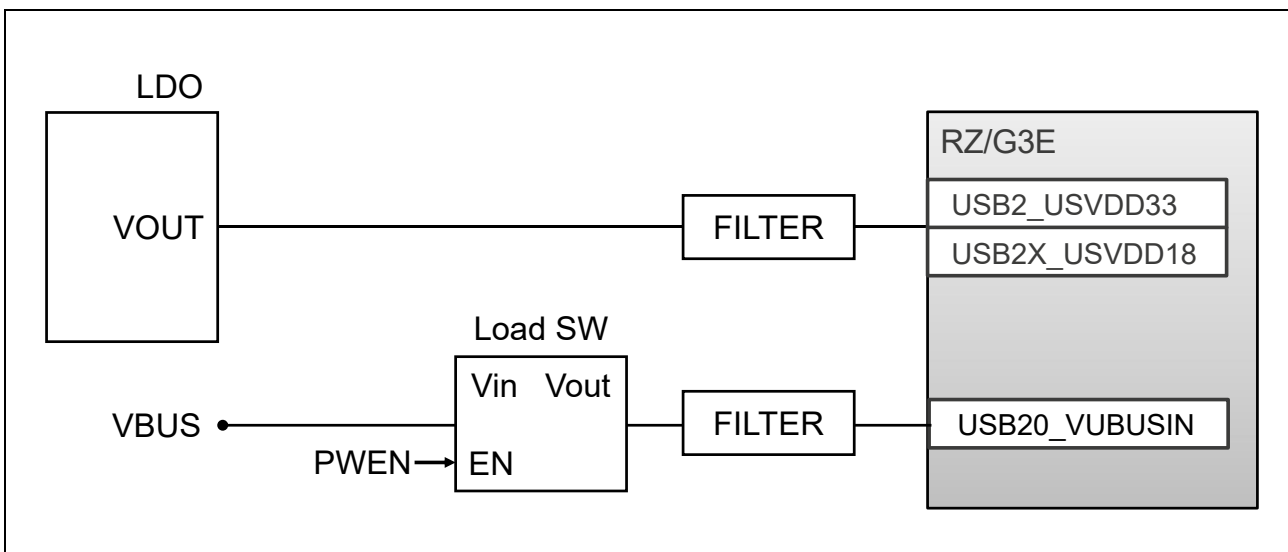 LDO
RZ/G3E
VOUT
FILTER
USB2_USVDD33
USB2X_USVDD18
Load SW
Vin Vout
VBUS
FILTER
USB20_VUBUSIN
PWEN
EN